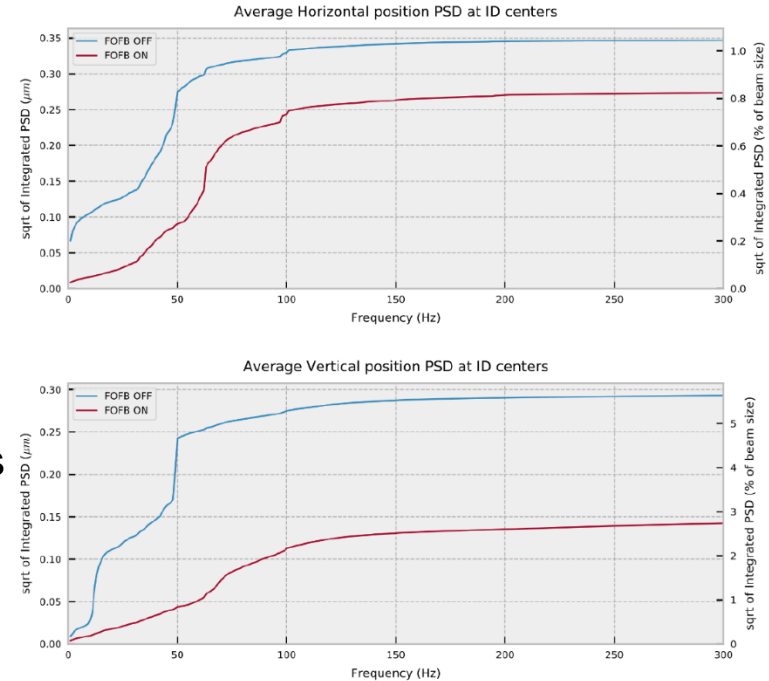 Average Horizontal position PSD at ID centers
FOFB OFF
FOFB ON
sqrt of Integrated PSD (μm)
0.35
0.30
0.25
0.20
0.15
0.10
0.05
0.00
1.0
0.8
0.6
0.4
0.2
0.0
sqrt of Integrated PSD (% of beam size)
0 50 100 150 200 250 300
Frequency (Hz)
Average Vertical position PSD at ID centers
FOFB OFF
FOFB ON
s
sqrt of Integrated PSD (μm)
0.30
0.25
0.20
0.15
0.10
0.05
0.00
5
4
3
2
1
0
sqrt of Integrated PSD (% of beam size)
0 50 100 150 200 250 300
Frequency (Hz)